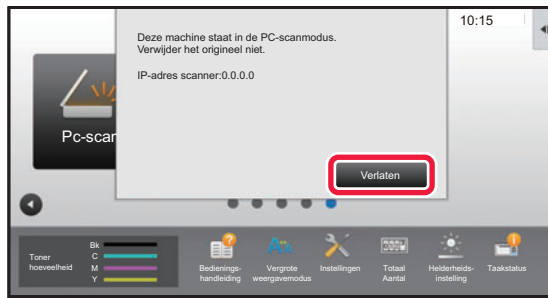 10:15
Deze machine staat in de PC-scanmodus.
Verwijder het origineel niet.
IP-adres scanner:0.0.0.0
Pc-scan
Verlaten
Toner
hoeveelheid
Bk
C
M
Y
Bedienings-
handleiding
Vergrote
weergavemodus
Instellingen
Totaal
Aantal
Helderheids-
instelling
Taakstatus